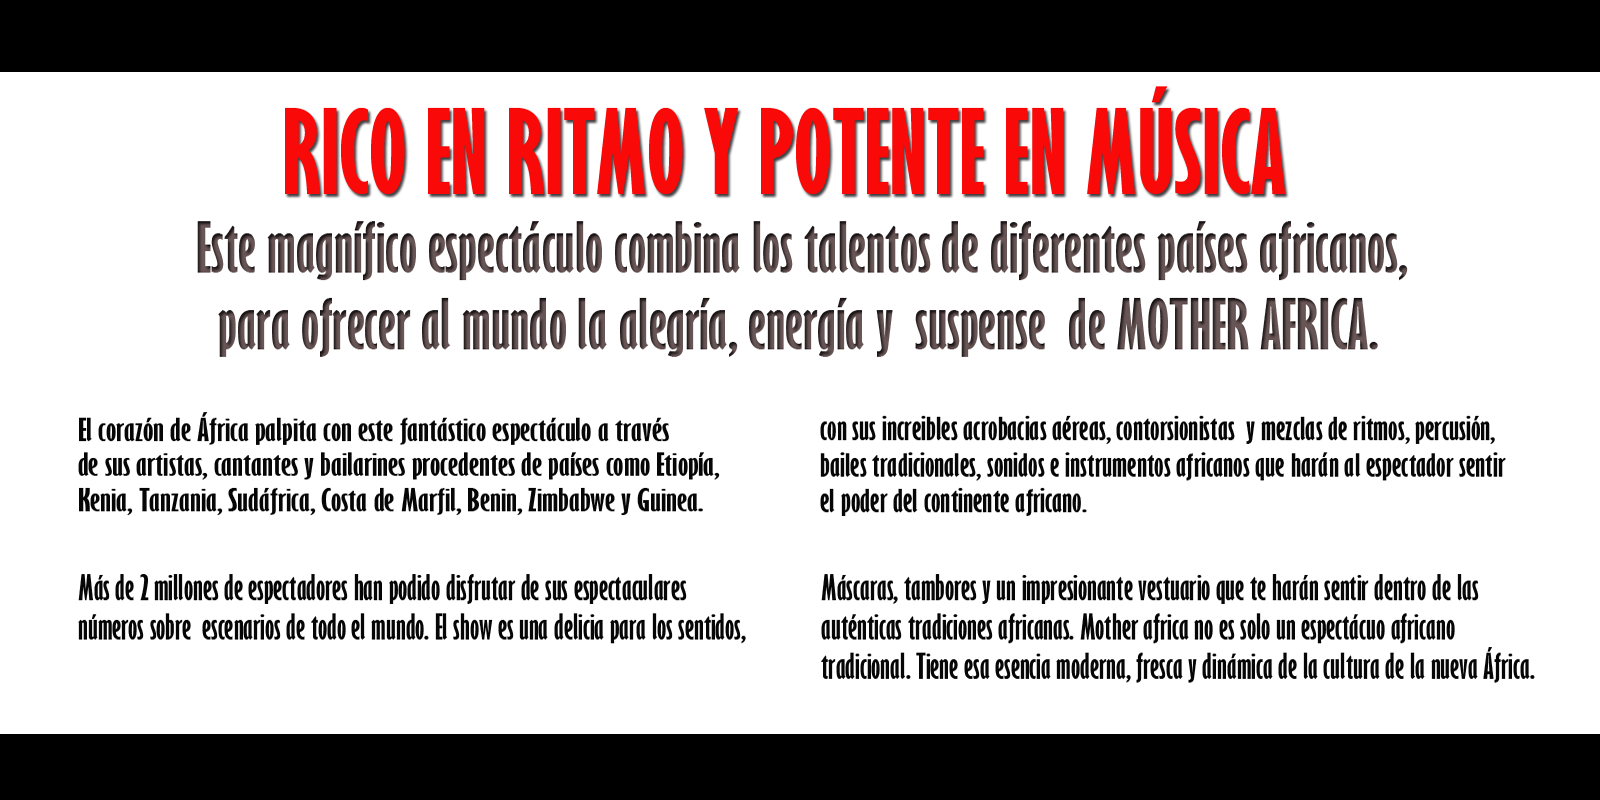 RICO EN RITMO Y POTENTE EN MÚSICA
Este magnífico espectáculo combina los talentos de diferentes países africanos,
para ofrecer al mundo la alegría, energía y suspense de MOTHER AFRICA.
El corazón de África palpita con este fantástico espectáculo a través
de sus artistas, cantantes y bailarines procedentes de países como Etiopía,
Kenia, Tanzania, Sudáfrica, Costa de Marfil, Benin, Zimbabwe y Guinea.
Más de 2 millones de espectadores han podido disfrutar de sus espectaculares
números sobre escenarios de todo el mundo. El show es una delicia para los sentidos,
con sus increibles acrobacias aéreas, contorsionistas y mezclas de ritmos, percusión,
bailes tradicionales, sonidos e instrumentos africanos que harán al espectador sentir
el poder del continente africano.
Máscaras, tambores y un impresionante vestuario que te harán sentir dentro de las
auténticas tradiciones africanas. Mother africa no es solo un espectácuo africano
tradicional. Tiene esa esencia moderna, fresca y dinámica de la cultura de la nueva África.